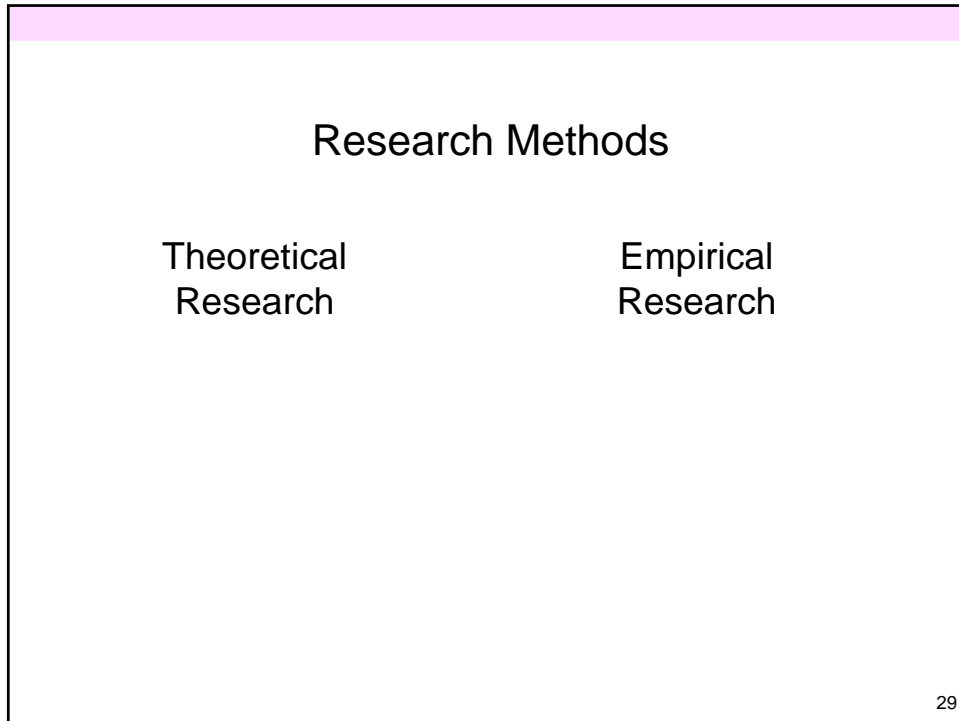 Research Methods
Theoretical
Research
Empirical
Research
29